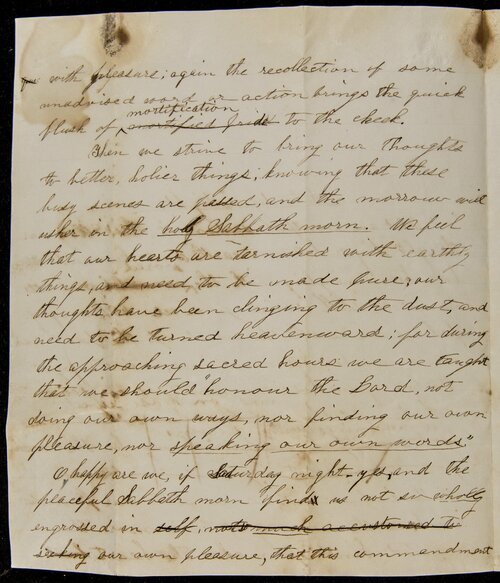 with pleasure; again the recollection of some
unadvised word or action brings the quick
mortification
flush of mortified pride to the cheek.
Then we strive to bring our thoughts
to better, holier things; knowing that these
busy scenes are passed, and the morrow will
usher in the holy Sabbath morn. We feel
that our hearts are tarnished with earthly
things, and need to be made pure; our
thoughts have been clinging to the dust, and
need to be turned heavenward; for during
the approaching sacred hours we are taught
that we should "honour the Lord, not
doing our own ways, nor finding our own
pleasure, nor speaking our own words"
O happy are we, if Saturday night - yes, and the
peaceful Sabbath morn finds us not so wholly
engrossed in self, much accustomed to
seeking our own pleasure, that this commandment